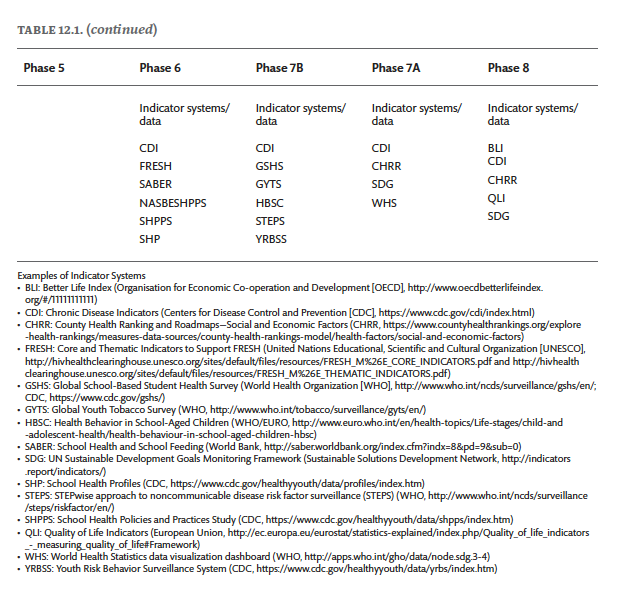 TABLE 12.1. (continued)
Phase 5 Phase 6 Phase 7B Phase 7A Phase 8
Indicator systems/ Indicator systems/ Indicator systems/ Indicator systems/
data data data data
CDI CDI CDI BLI
FRESH GSHS CHRR CDI
SABER GYTS SDG CHRR
NASBESHPPS HBSC WHS QLI
SHPPS STEPS SDG
SHP YRBSS
Examples of Indicator Systems
• BLI: Better Life Index (Organisation for Economic Co-operation and Development [OECD], http://www.oecdbetterlifeindex.
org/#/11111111111)
• CDI: Chronic Disease Indicators (Centers for Disease Control and Prevention [CDC], https://www.cdc.gov/cdi/index.html)
• CHRR: County Health Ranking and Roadmaps—Social and Economic Factors (CHRR, https://www.countyhealthrankings.org/explore
-health-rankings/measures-data-sources/county-health-rankings-model/health-factors/social-and-economic-factors)
• FRESH: Core and Thematic Indicators to Support FRESH (United Nations Educational, Scientific and Cultural Organization [UNESCO],
http://hivhealthclearinghouse.unesco.org/sites/default/files/resources/FRESH_M%26E_CORE_INDICATORS.pdf and http://hivhealth
clearinghouse.unesco.org/sites/default/files/resources/FRESH_M%26E_THEMATIC_INDICATORS.pdf)
• GSHS: Global School-Based Student Health Survey (World Health Organization [WHO], http://www.who.int/ncds/surveillance/gshs/en/;
CDC, https://www.cdc.gov/gshs/)
• GYTS: Global Youth Tobacco Survey (WHO, http://www.who.int/tobacco/surveillance/gyts/en/)
• HBSC: Health Behavior in School-Aged Children (WHO/EURO, http://www.euro.who.int/en/health-topics/Life-stages/child-and
-adolescent-health/health-behaviour-in-school-aged-children-hbsc)
• SABER: School Health and School Feeding (World Bank, http://saber.worldbank.org/index.cfm?indx=8&pd=9&sub=0)
• SDG: UN Sustainable Development Goals Monitoring Framework (Sustainable Solutions Development Network, http://indicators
.report/indicators/)
• SHP: School Health Profiles (CDC, https://www.cdc.gov/healthyyouth/data/profiles/index.htm)
• STEPS: STEPwise approach to noncommunicable disease risk factor surveillance (STEPS) (WHO, http://www.who.int/ncds/surveillance
/steps/riskfactor/en/)
• SHPPS: School Health Policies and Practices Study (CDC, https://www.cdc.gov/healthyyouth/data/shpps/index.htm)
• QLI: Quality of Life Indicators (European Union, http://ec.europa.eu/eurostat/statistics-explained/index.php/Quality_of_life_indicators
_-_measuring_quality_of_life#Framework)
• WHS: World Health Statistics data visualization dashboard (WHO, http://apps.who.int/gho/data/node.sdg.3-4)
• YRBSS: Youth Risk Behavior Surveillance System (CDC, https://www.cdc.gov/healthyyouth/data/yrbs/index.htm)